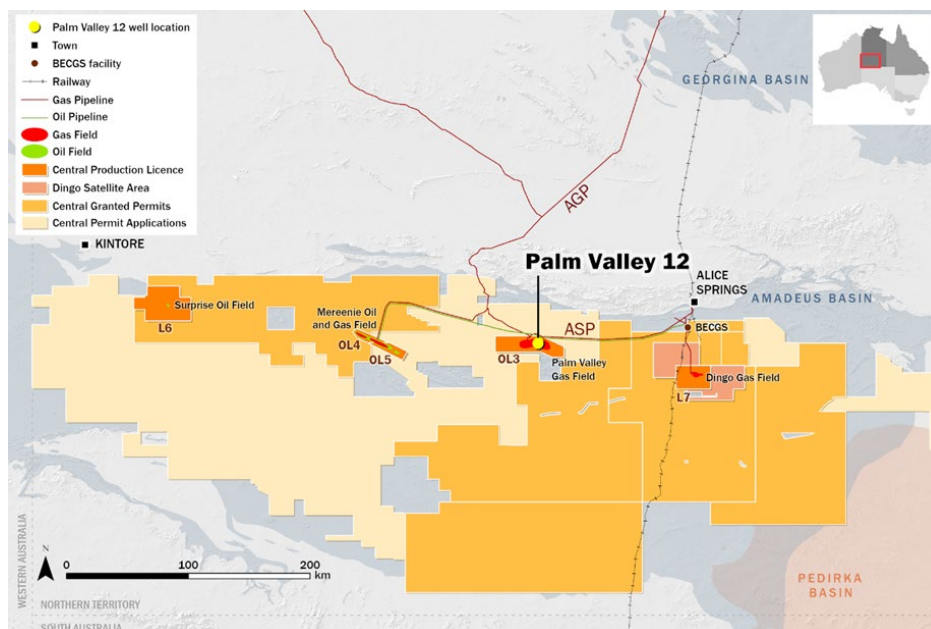 Palm Valley 12 well location
Town
BECGS facility
Railway
Gas Pipeline
Oil Pipeline
Gas Field
Oil Field
Central Production Licence
Dingo Satellite Area
Central Granted Permits
Central Permit Applications
GEORGINA BASIN
AGP
KINTORE
Palm Valley 12
ALICE
SPRINGS
AMADEUS BASIN
Surprise Oil Field
L6
Mereenie Oil
and Gas Field
OL4
OL5
ASP
BECGS
OL3
Palm Valley
Gas Field
Dingo Gas Field
L7
WESTERN AUSTRALIA
N
0
100
200
km
NORTHERN TERRITORY
SOUTH AUSTRALIA
PEDIRKA
BASIN